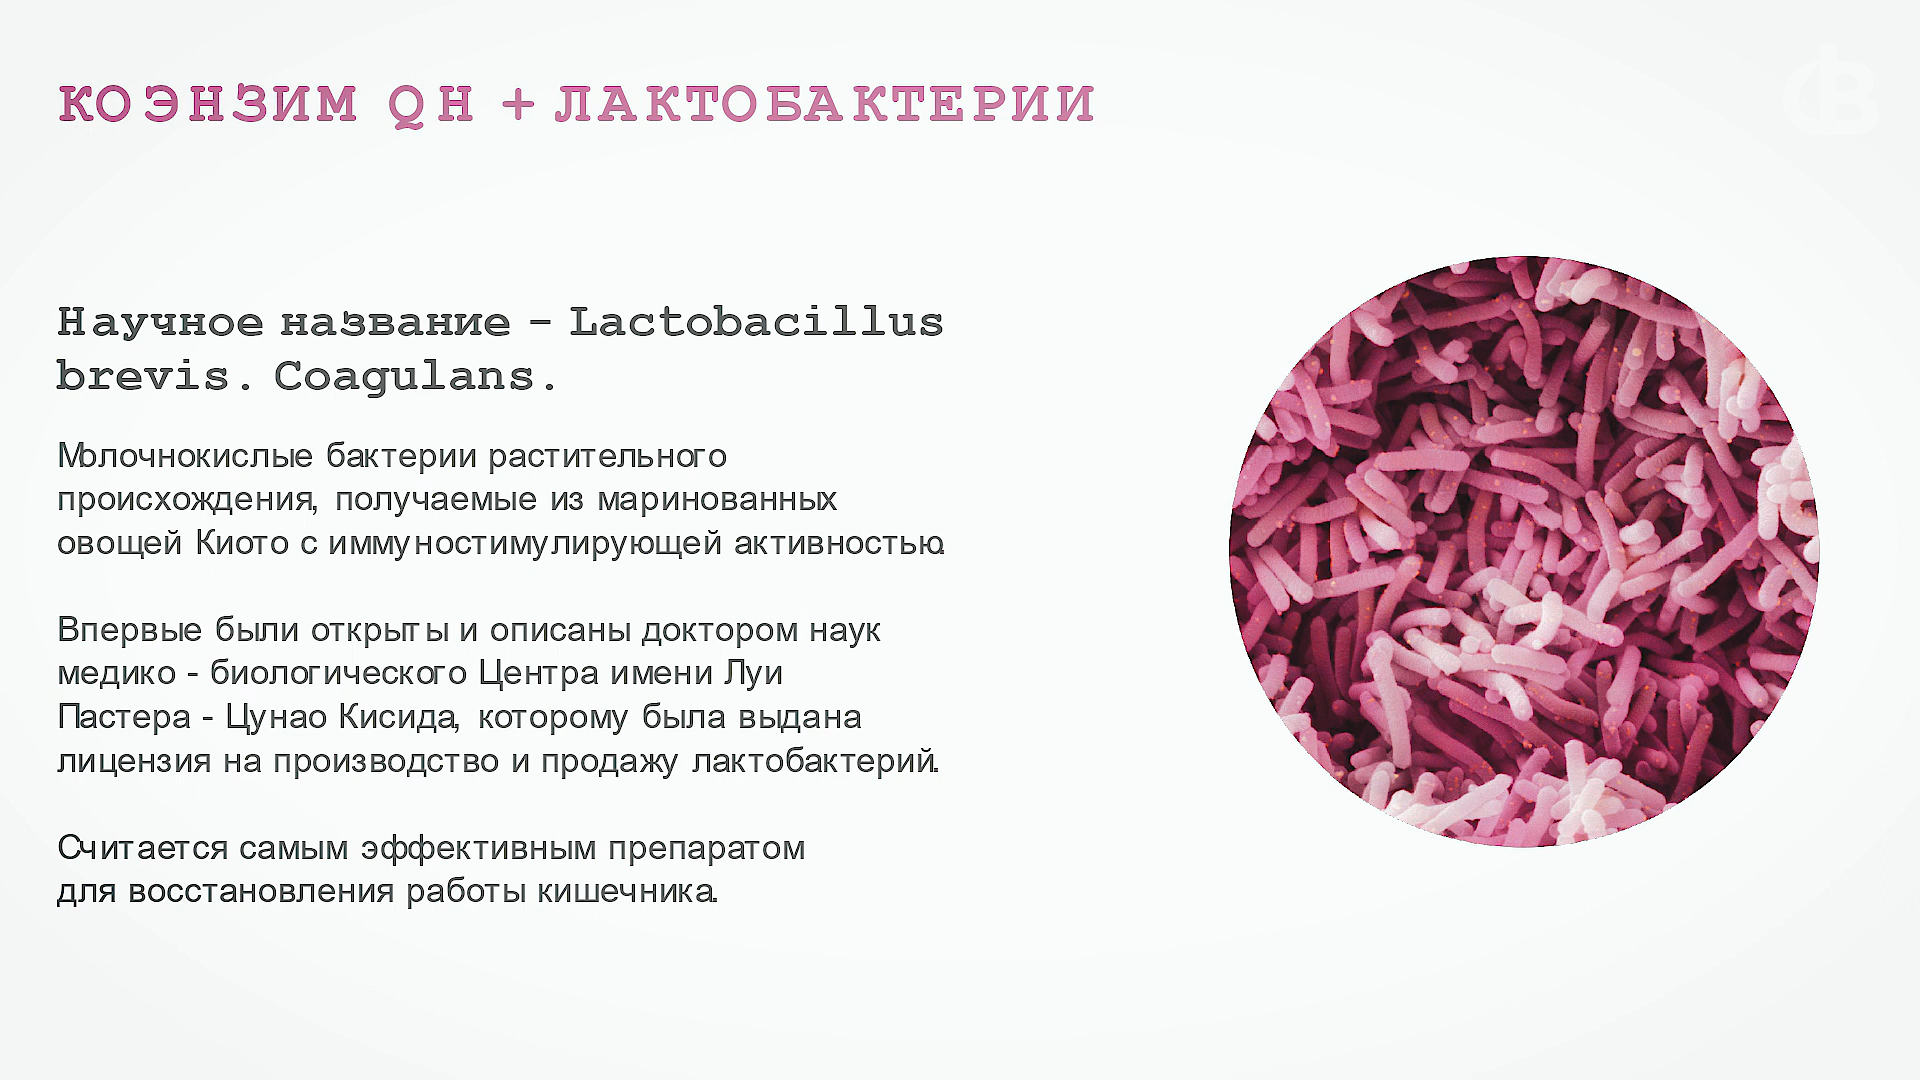 КОЭНЗИМ QH + ЛАКТОБАКТЕРИИ
Научное название - Lactobacillus
brevis. Coagulans.
Молочнокислые бактерии растительного
происхождения, получаемые из маринованных
овощей Киото с иммуностимулирующей активностью.
Впервые были открыты и описаны доктором наук
медико - биологического Центра имени Луи
Пастера - Цунао Кисида, которому была выдана
лицензия на производство и продажу лактобактерий.
Считается самым эффективным препаратом
для восстановления работы кишечника.